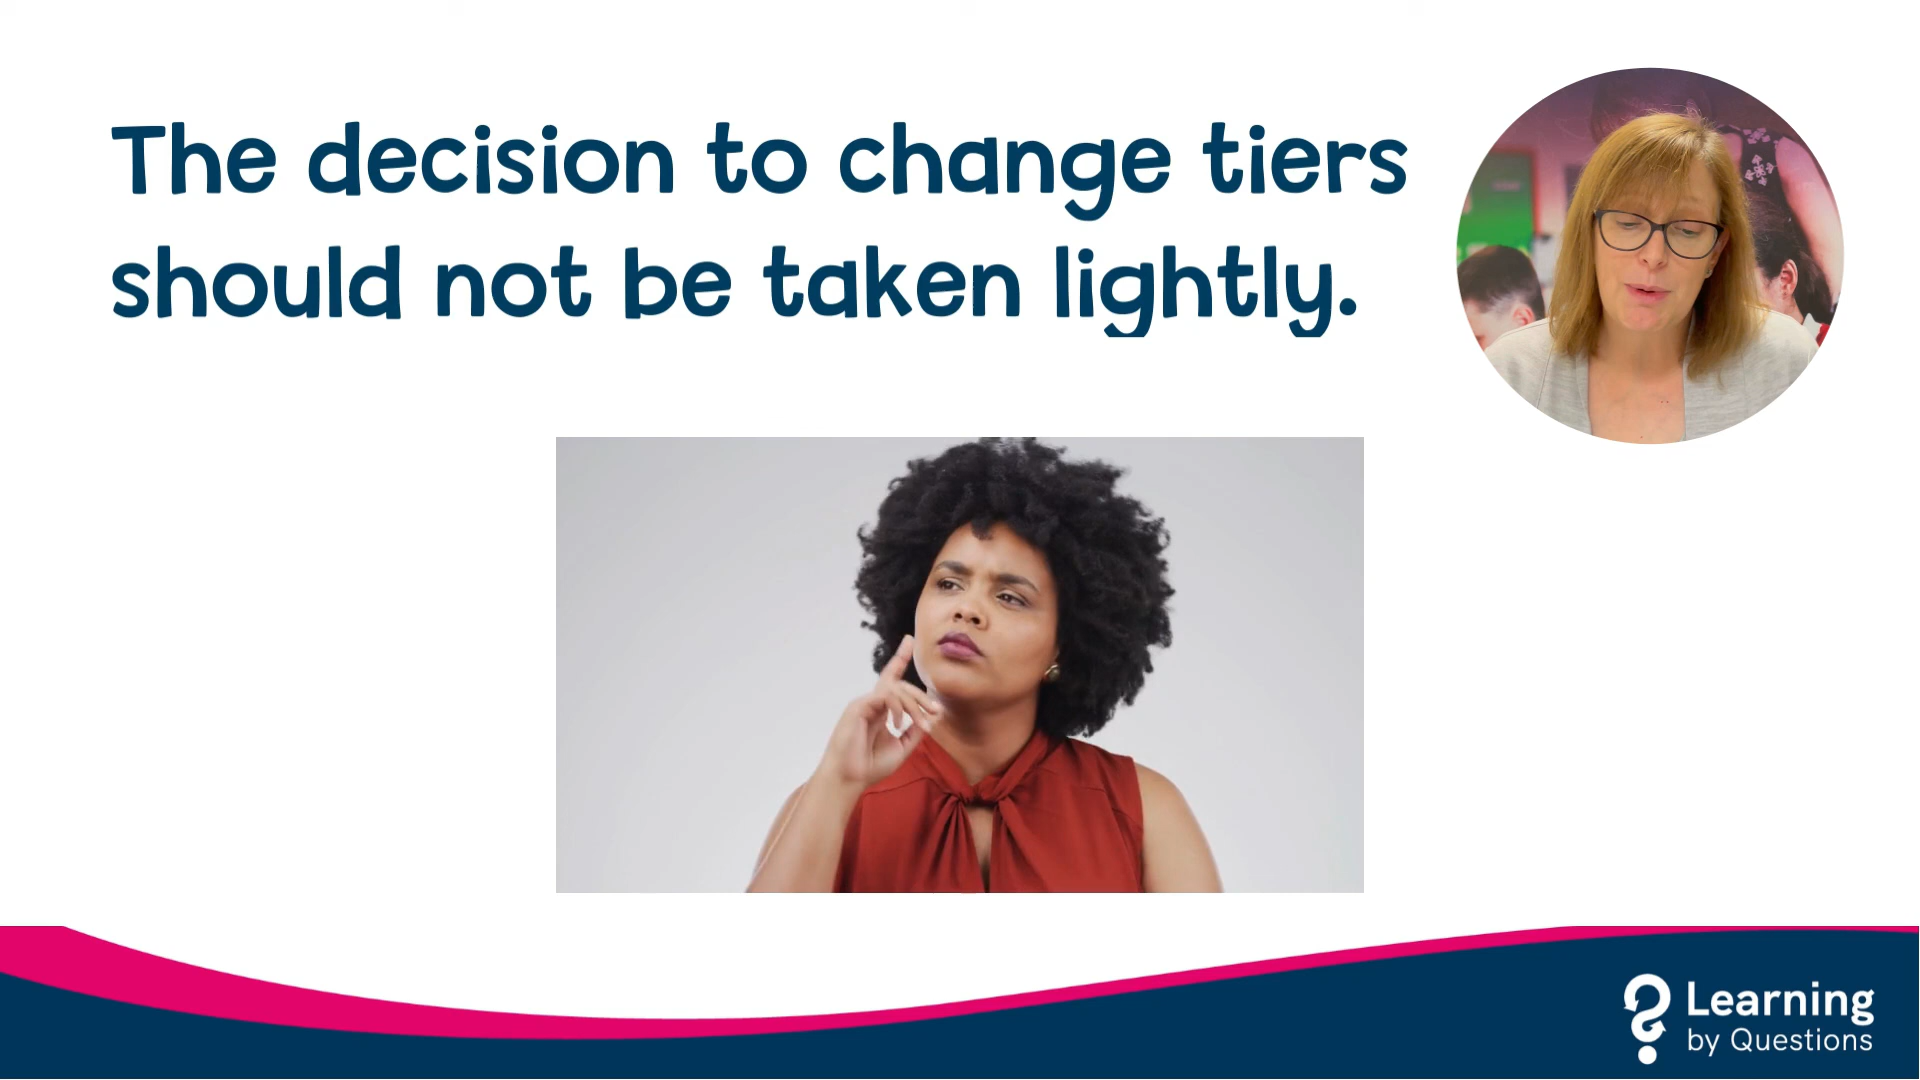 The decision to change tiers
should not be taken lightly.
Learning
by Questions